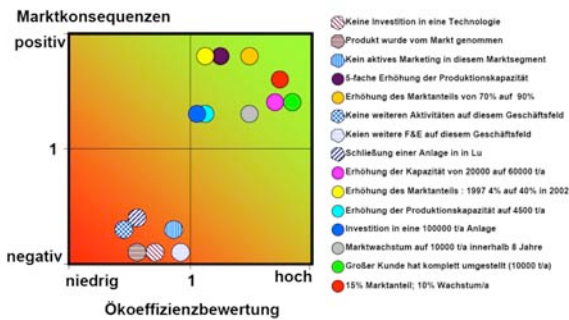 Marktkonsequenzen
positiv
1
negativ
niedrig
1
hoch
Ökoeffizienzbewertung
Keine Investition in eine Technologie
Produkt wurde vom Markt genommen
Kein aktives Marketing in diesem Marktsegment
5-fache Erhöhung der Produktionskapazität
Erhöhung des Marktanteils von 70% auf 90%
Keine weiteren Aktivitäten auf diesem Geschäftsfeld
Keien weitere F&E auf diesem Geschäftsfeld
Schließung einer Anlage in in Lu
Erhöhung der Kapazität von 20000 auf 60000 t/a
Erhöhung des Marktanteils : 1997 4% auf 40% in 2002
Erhöhung der Produktionskapazität auf 4500 t/a
Investition in eine 100000 t/a Anlage
Marktwachstum auf 10000 t/a innerhalb 8 Jahre
Großer Kunde hat komplett umgestellt (10000 t/a)
15% Marktanteil; 10% Wachstum/a